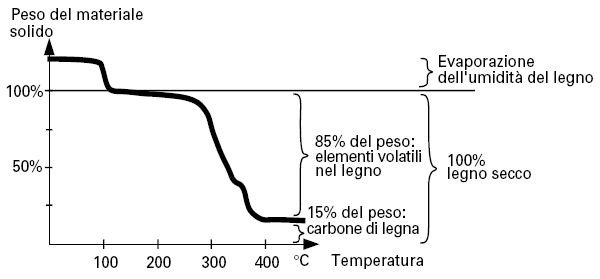 Peso del materiale
solido
Evaporazione
dell'umidità del legno
100%
85% del peso:
elementi volatili
nel legno
100%
legno secco
50%
15% del peso:
carbone di legna
100 200 300 400 °C Temperatura